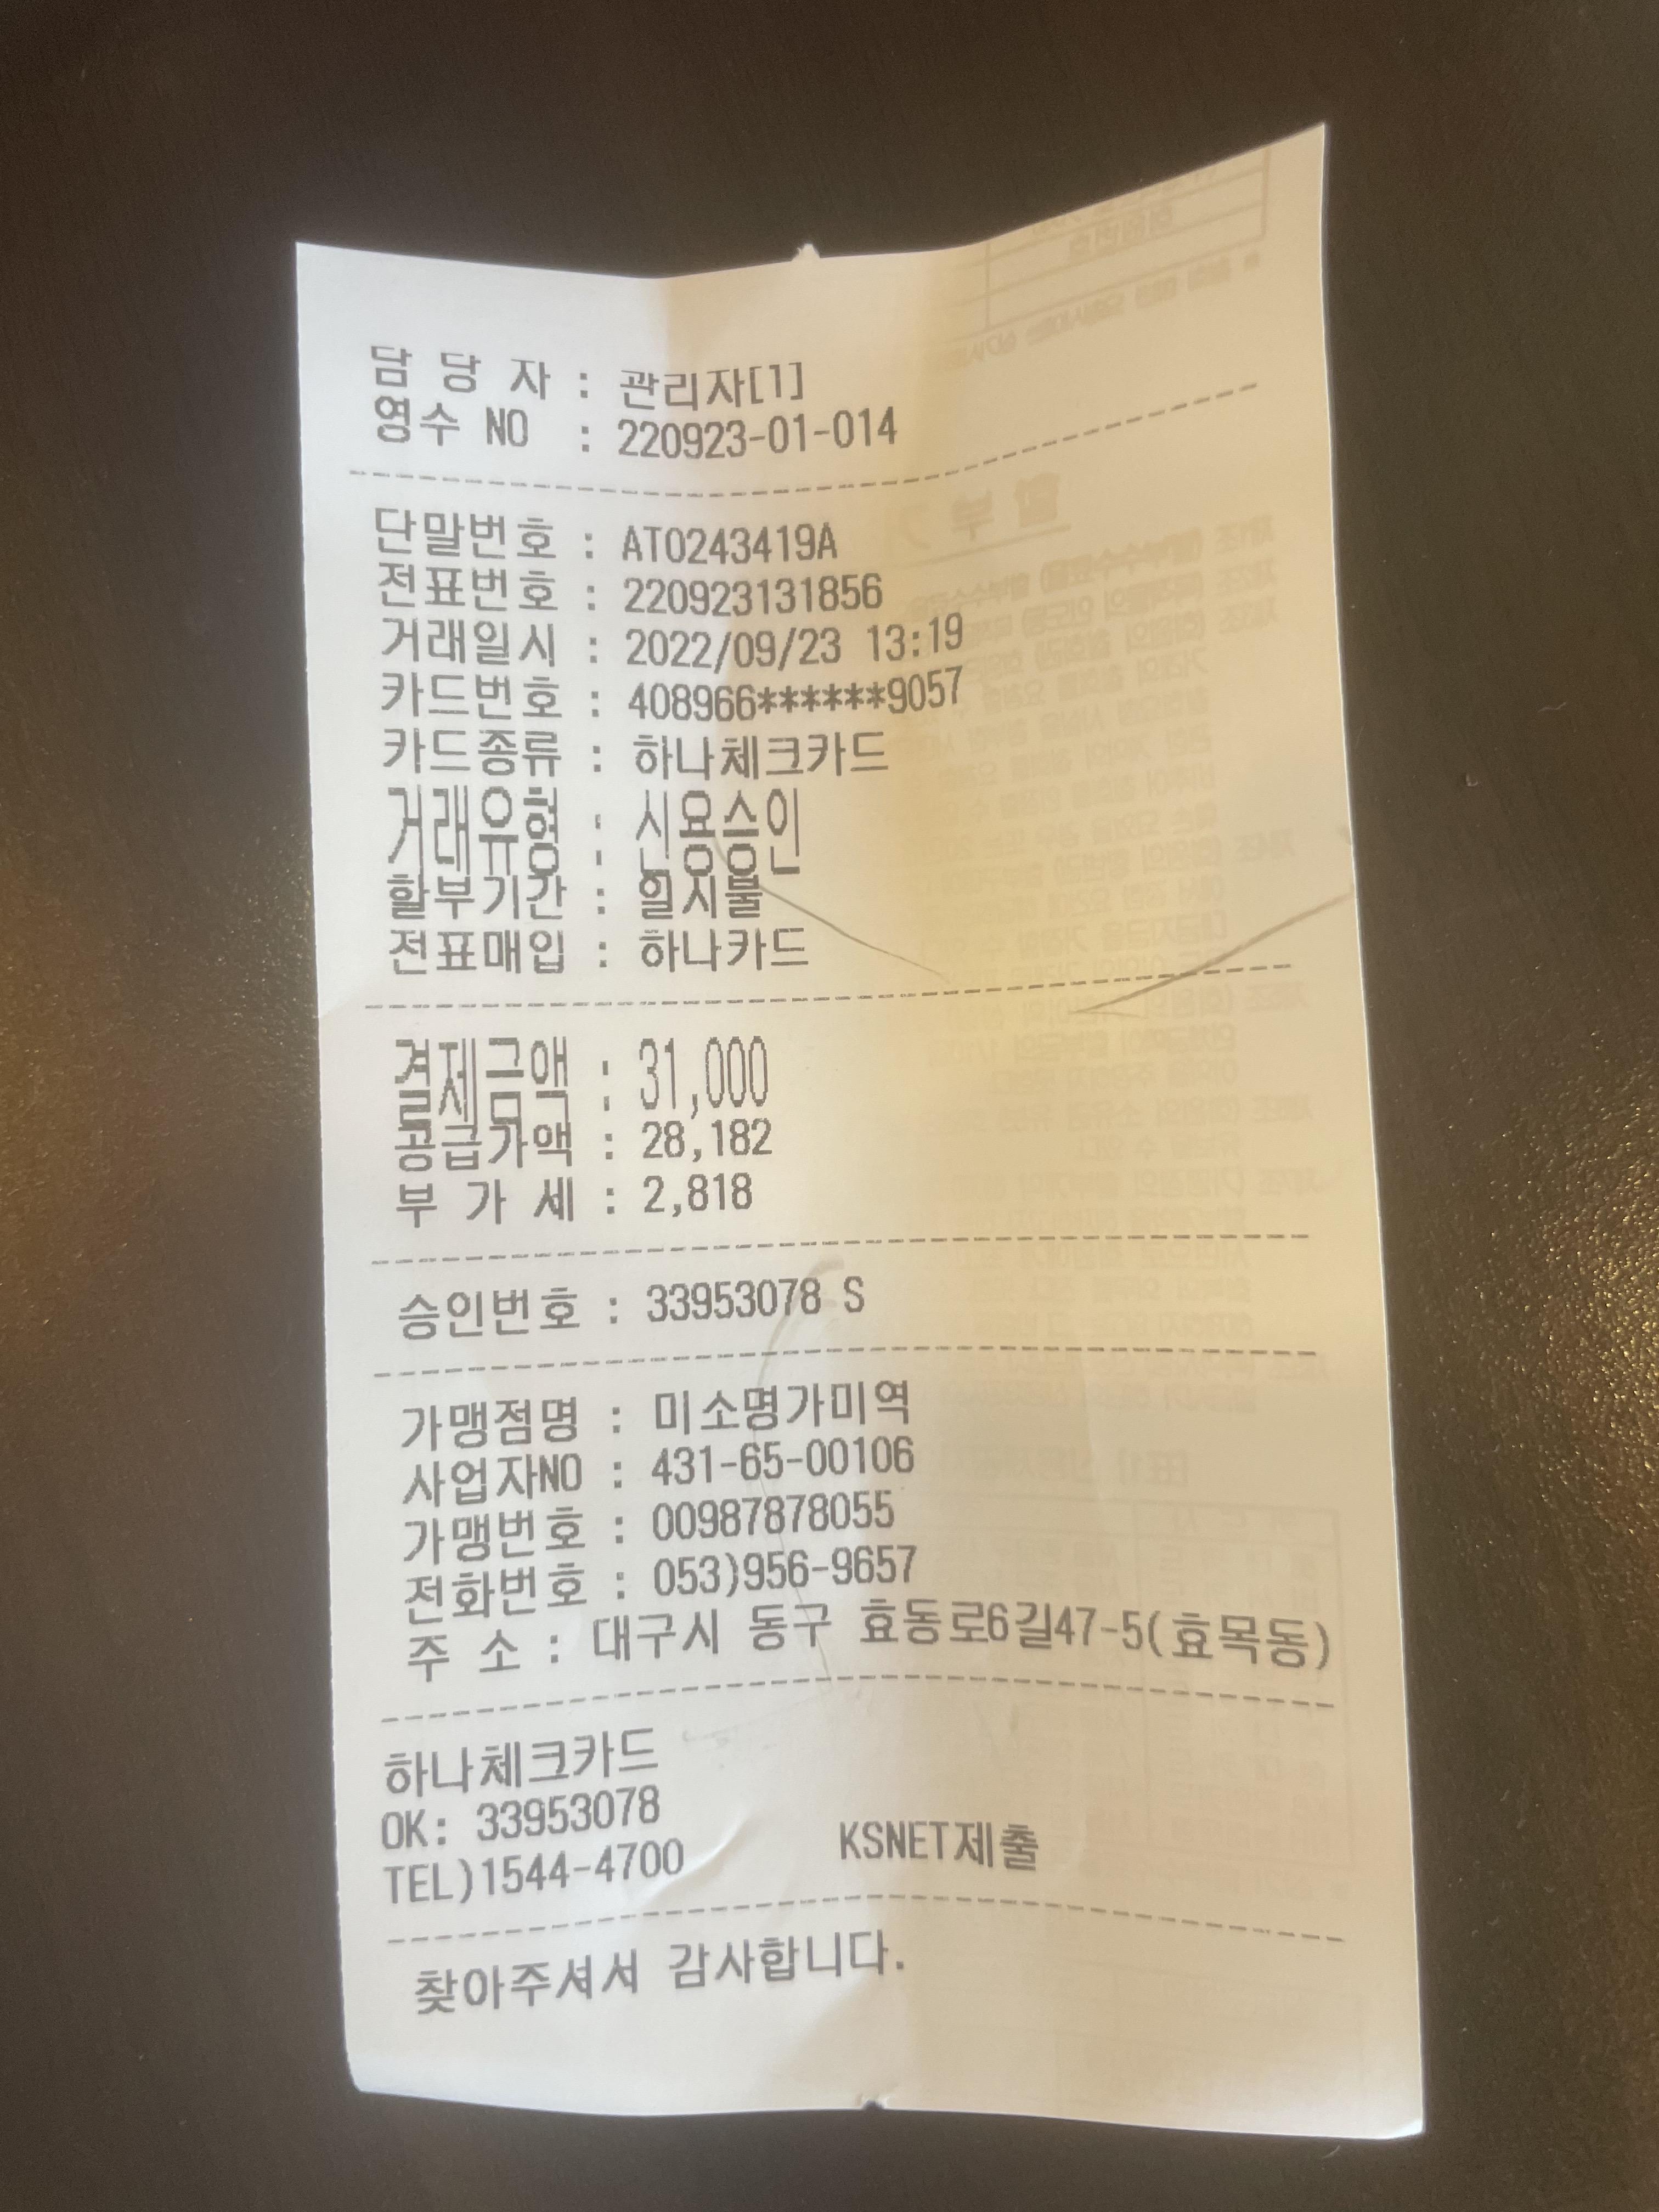 담 당 자 : 관리자[1]
영수 NO : 220923-01-014
단말번호 : AT0243419A
전표번호 : 220923131856
거래일시 : 2022/09/23 13:19
카드번호 : 408966******9057
카드종류 : 하나체크카드
거래유형 : 신용승인
할부기간 : 일시불
전표매입 : 하나카드
결제금액 : 31,000
공급가액 : 28,182
부 가 세 : 2,818
승인번호 : 33953078 S
가맹점명 : 미소명가미역
사업자NO : 431-65-00106
가맹번호 : 00987878055
전화번호 : 053)956-9657
주 소 : 대구시 동구 효동로6길47-5(효목동)
하나체크카드
OK: 33953078
TEL)1544-4700 KSNET제출
찾아주셔서 감사합니다.